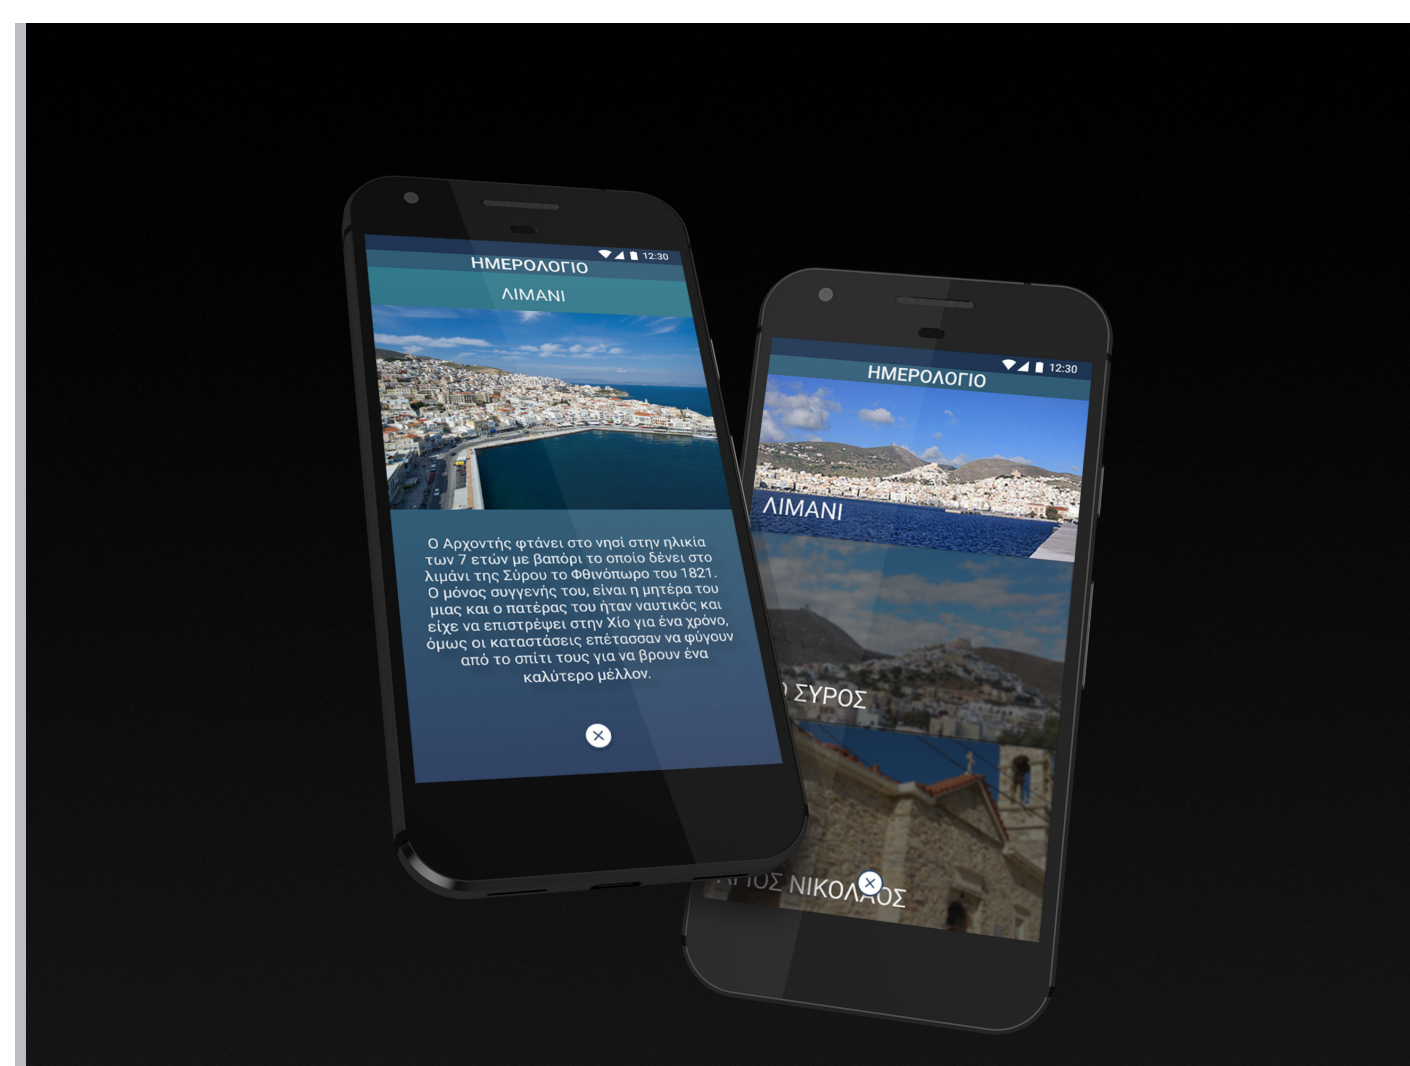 12:30
ΗΜΕΡΟΛΟΓΙΟ
ΛΙΜΑΝΙ
Ο Αρχοντής φτάνει στο νησί στην ηλικία
των 7 ετών με βαπόρι το οποίο δένει στο
λιμάνι της Σύρου το Φθινόπωρο του 1821.
Ο μόνος συγγενής του, είναι η μητέρα του
μιας και ο πατέρας του ήταν ναυτικός και
είχε να επιστρέψει στην Χίο για ένα χρόνο,
όμως οι καταστάσεις επέτασσαν να φύγουν
από το σπίτι τους για να βρουν ένα
καλύτερο μέλλον.
12:30
ΗΜΕΡΟΛΟΓΙΟ
ΛΙΜΑΝΙ
ΣΥΡΟΣ
ΝΙΚΟΛΑΟΣ